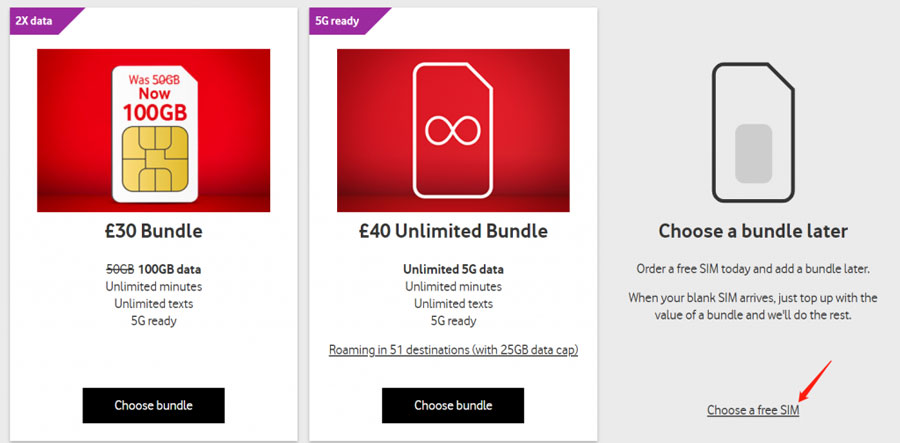 2X data
Was 50GB
Now
100GB
£30 Bundle
50GB 100GB data
Unlimited minutes
Unlimited texts
5G ready
Choose bundle
5G ready
£40 Unlimited Bundle
Unlimited 5G data
Unlimited minutes
Unlimited texts
5G ready
Roaming in 51 destinations (with 25GB data cap)
Choose bundle
Choose a bundle later
Order a free SIM today and add a bundle later.
When your blank SIM arrives, just top up with the
value of a bundle and we'll do the rest.
Choose a free SIM